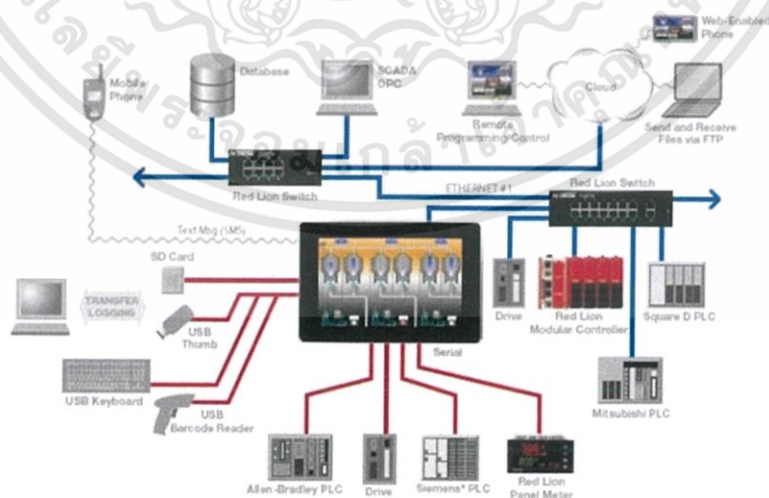 Web-Enabled
Phone
Mobile/
Phone
Database
SCADA
OPC
Cloud
Remote
Programming/Control
Send and Receive
Files via FTP
Red Lion Switch
ETHERNET #1
Red Lion Switch
Text Msg (SMS)
SD Card
TRANSFER
LOGGING
USB
Thumb
Drive
Red Lion
Modular Controller
Square D PLC
Serial
USB Keyboard
USB
Barcode Reader
Mitsubishi PLC
Allen-Bradley PLC
Drive
Siemens* PLC
Red Lion
Panel Meter